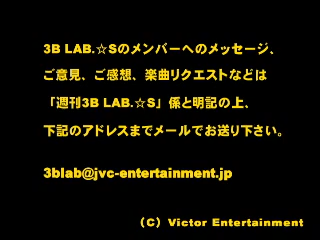 3B LAB.☆Sのメンバーへのメッセージ、
ご意見、ご感想、楽曲リクエストなどは
「週刊3B LAB.☆S」係と明記の上、
下記のアドレスまでメールでお送り下さい。
3blab@jvc-entertainment.jp
(C) Victor Entertainment